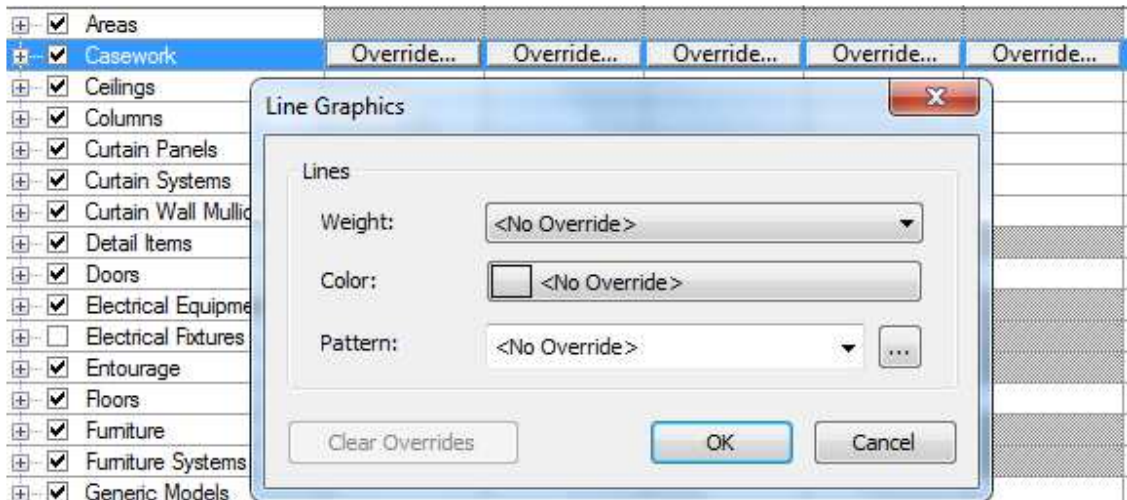 Areas
Casework Override... Override... Override... Override... Override...
Ceilings
Line Graphics
Columns
Curtain Panels
Lines
Curtain Systems
Curtain Wall
Weight: <No Override>
Detail Items
Doors
Color: <No Override>
Electrical
Electrical Fixtures
Pattern: <No Override> ...
Entourage
Floors
Furniture
Clear Overrides OK Cancel
Furniture Systems
Generic Models